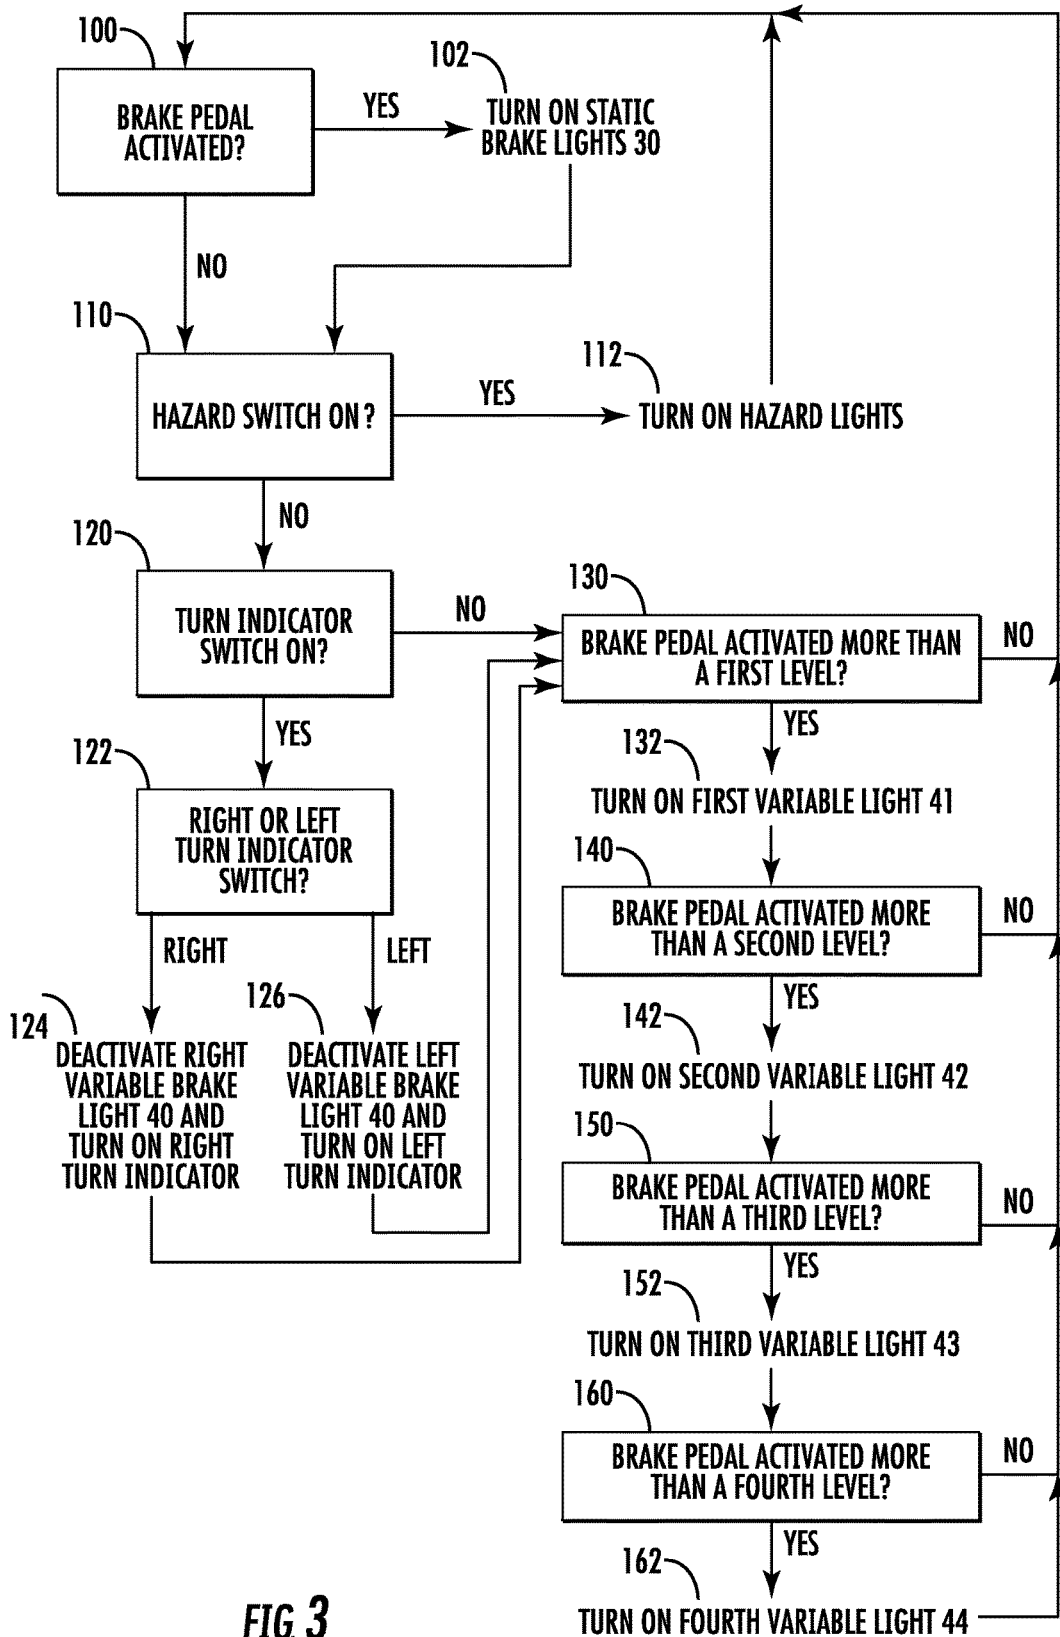 100
BRAKE PEDAL
ACTIVATED?
YES
102
TURN ON STATIC
BRAKE LIGHTS 30
NO
110
HAZARD SWITCH ON ?
YES
112
TURN ON HAZARD LIGHTS
NO
120
TURN INDICATOR
SWITCH ON?
NO
YES
122
RIGHT OR LEFT
TURN INDICATOR
SWITCH?
RIGHT
LEFT
124
DEACTIVATE RIGHT
VARIABLE BRAKE
LIGHT 40 AND
TURN ON RIGHT
TURN INDICATOR
126
DEACTIVATE LEFT
VARIABLE BRAKE
LIGHT 40 AND
TURN ON LEFT
TURN INDICATOR
130
BRAKE PEDAL ACTIVATED MORE THAN
A FIRST LEVEL?
NO
YES
132
TURN ON FIRST VARIABLE LIGHT 41
140
BRAKE PEDAL ACTIVATED MORE
THAN A SECOND LEVEL?
NO
YES
142
TURN ON SECOND VARIABLE LIGHT 42
150
BRAKE PEDAL ACTIVATED MORE
THAN A THIRD LEVEL?
NO
YES
152
TURN ON THIRD VARIABLE LIGHT 43
160
BRAKE PEDAL ACTIVATED MORE
THAN A FOURTH LEVEL?
NO
YES
162
TURN ON FOURTH VARIABLE LIGHT 44
FIG. 3